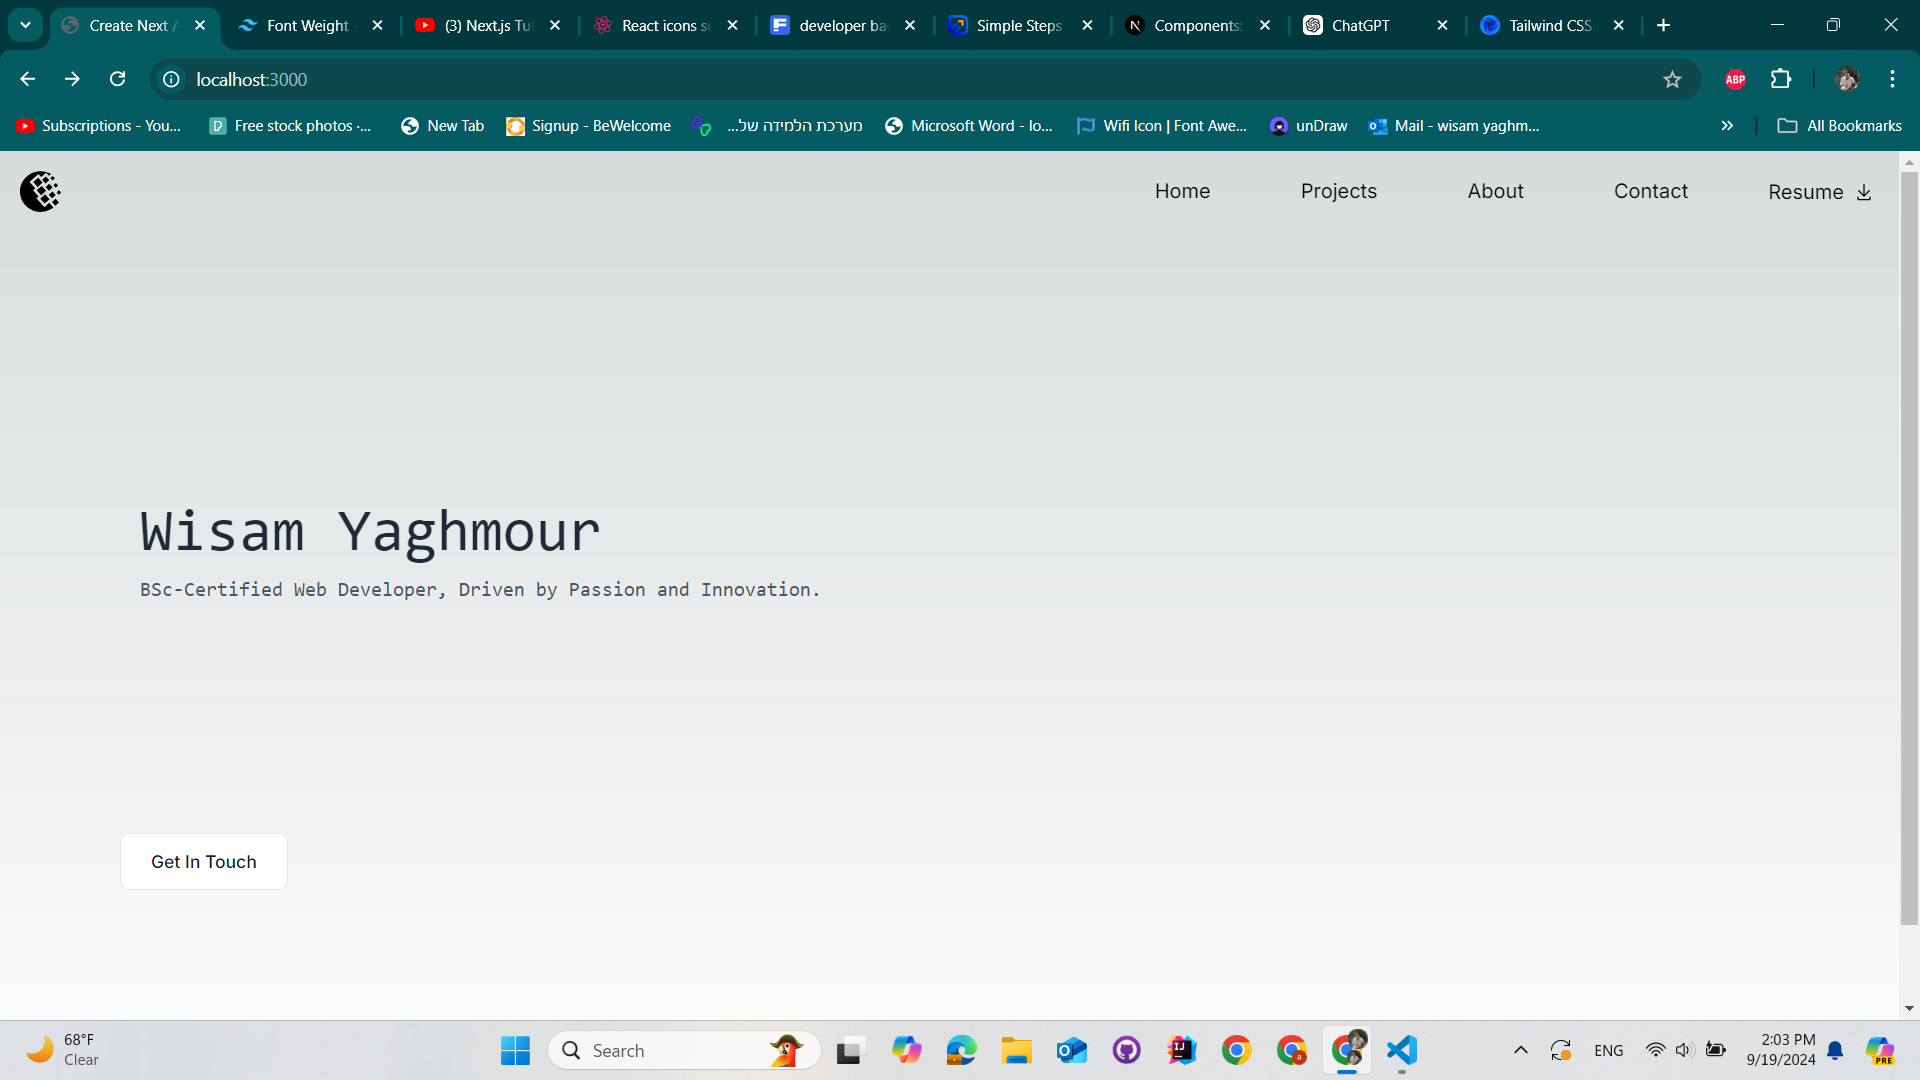 Create Next A
Font Weight -
(3) Next.js Tut
React icons se
developer ba
Simple Steps
Components:
ChatGPT
Tailwind CSS
localhost:3000
ABP
Subscriptions - You...
Free stock photos ·...
New Tab
Signup - BeWelcome
מערכת הלמידה של...
Microsoft Word - lo...
Wifi Icon | Font Awe...
unDraw
Mail - wisam yaghm...
All Bookmarks
Home
Projects
About
Contact
Resume
Wisam Yaghmour
BSc-Certified Web Developer, Driven by Passion and Innovation.
Get In Touch
68°F
Clear
Search
ENG
2:03 PM
9/19/2024
PRE